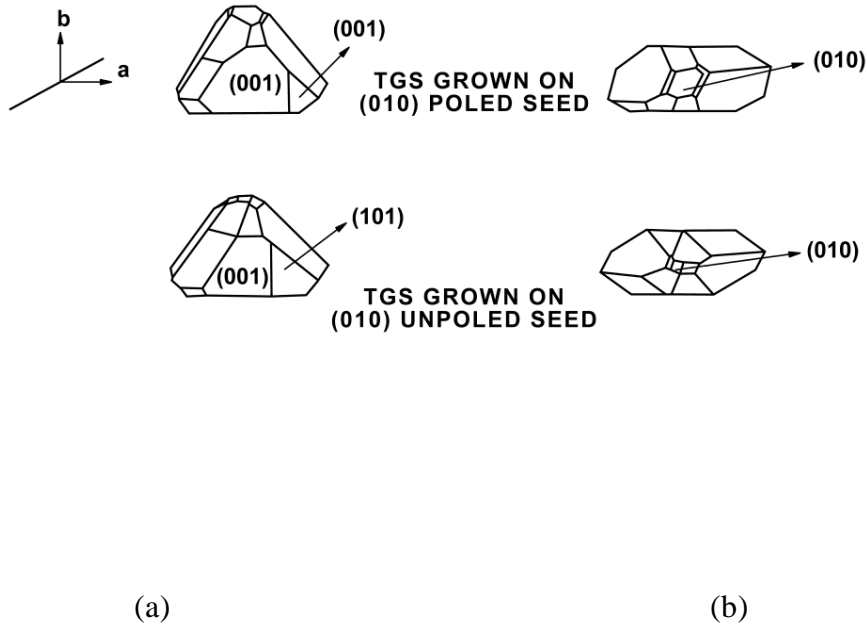 b
a
(001)
(001)
TGS GROWN ON
(010) POLED SEED
(010)
(101)
(001)
TGS GROWN ON
(010) UNPOLED SEED
(010)
(a)
(b)